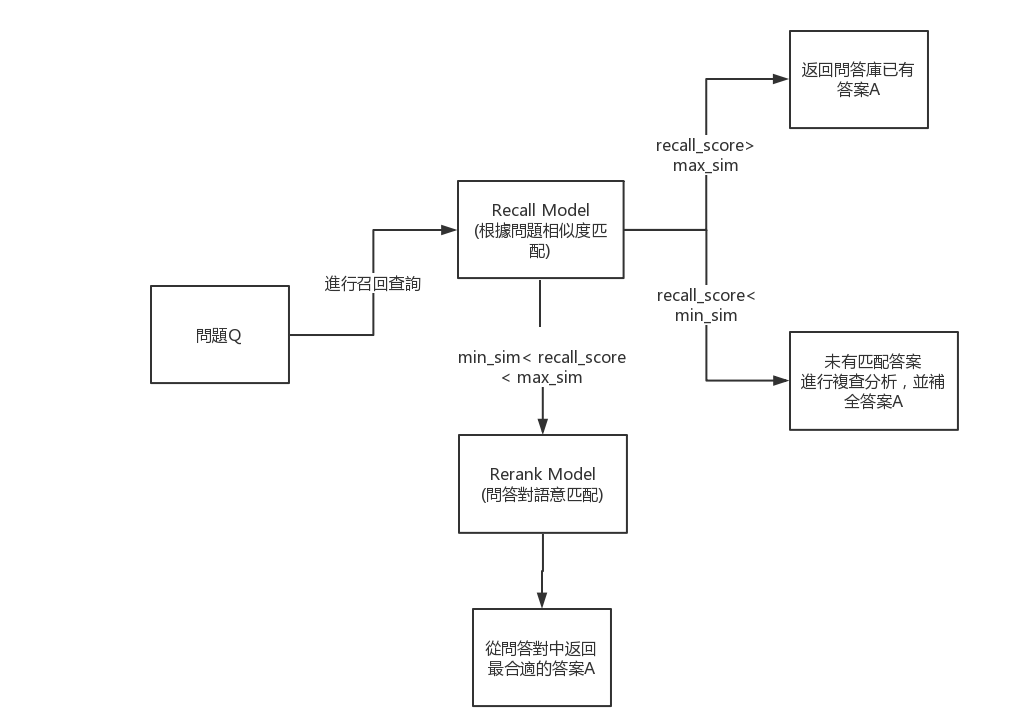 返回問答庫已有
答案A
recall_score>
max_sim
Recall Model
(根據問題相似度匹
配)
進行召回查詢
問題Q
recall_score<
min_sim
min_sim< recall_score
< max_sim
未有匹配答案
進行複查分析，並補
全答案A
Rerank Model
(問答對語意匹配)
從問答對中返回
最合適的答案A